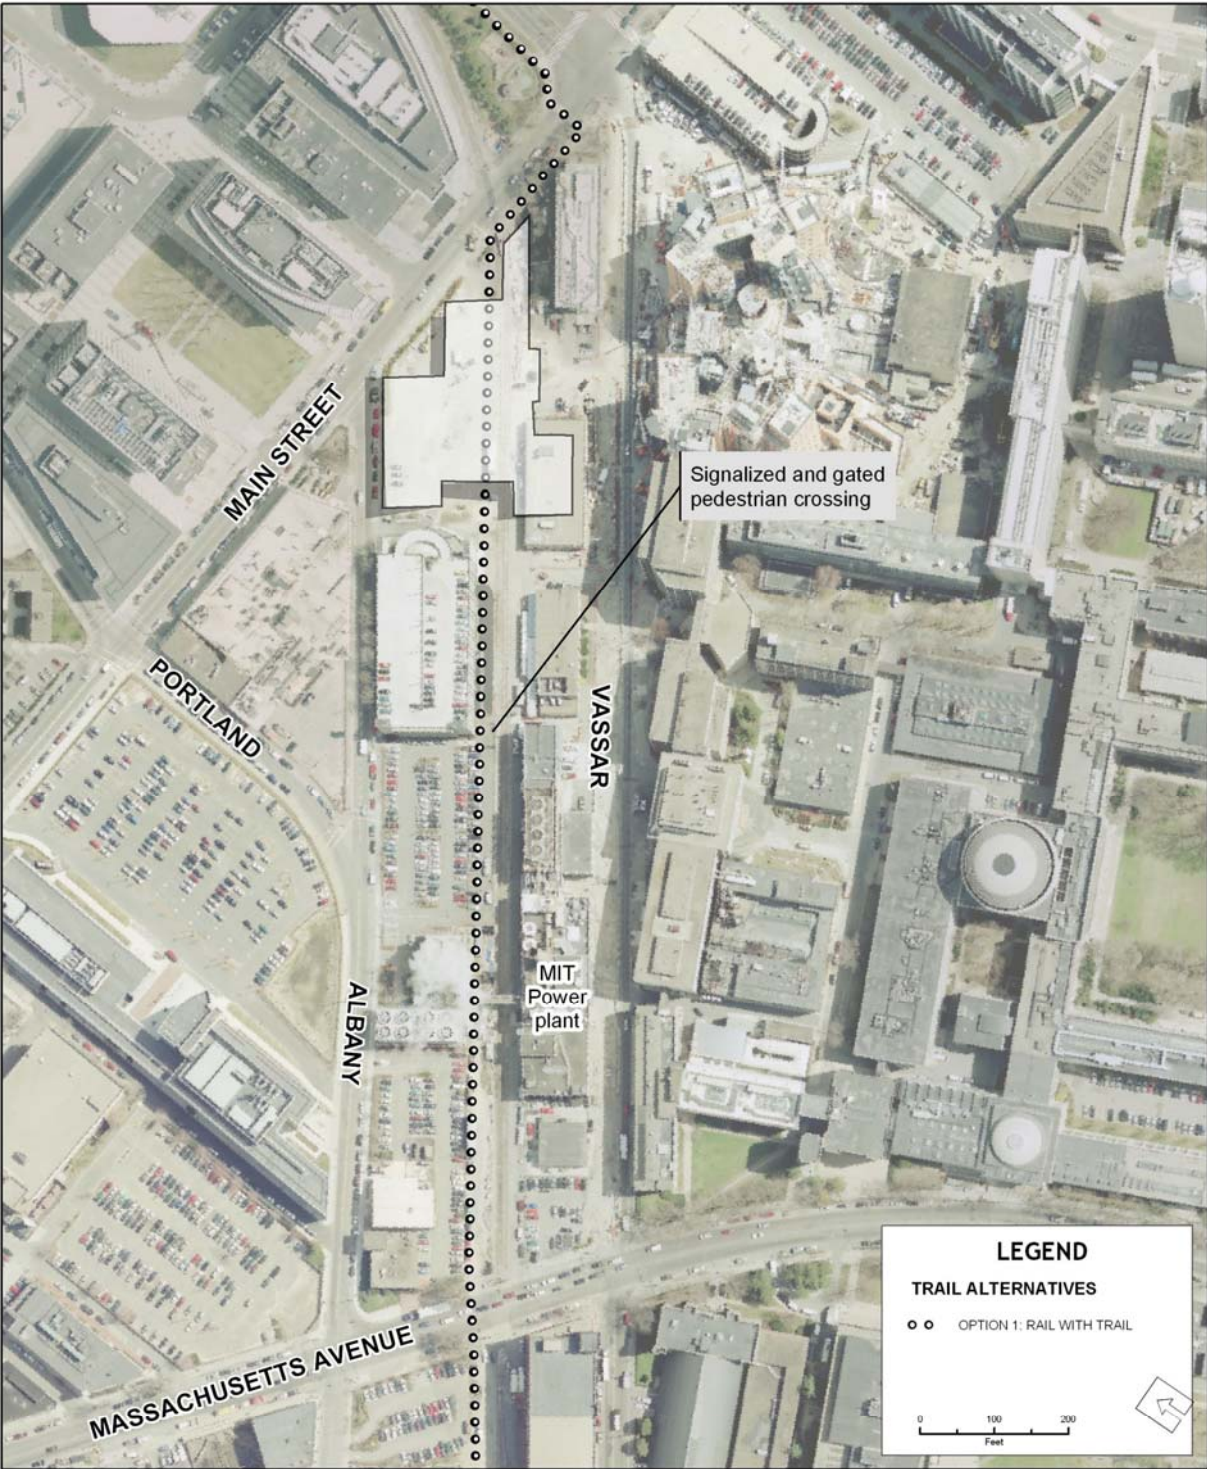 MAIN STREET
Signalized and gated
pedestrian crossing
PORTLAND
VASSAR
MIT
Power
plant
ALBANY
MASSACHUSETTS AVENUE
LEGEND
TRAIL ALTERNATIVES
OPTION 1: RAIL WITH TRAIL
0 100 200
Feet